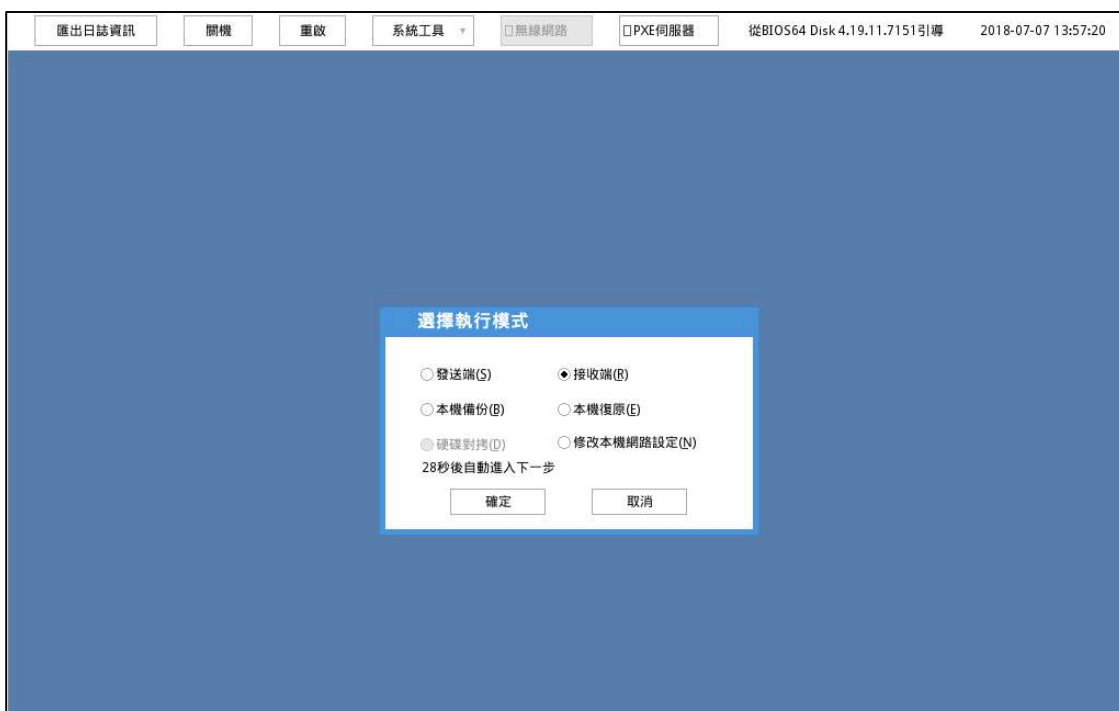 匯出日誌資訊 關機 重啟 系統工具 無線網路 PXE伺服器 從BIOS64 Disk 4.19.11.7151引導 2018-07-07 13:57:20
選擇執行模式
發送端(S) 接收端(R)
本機備份(B) 本機復原(E)
硬碟對拷(D) 修改本機網路設定(N)
28秒後自動進入下一步
確定 取消